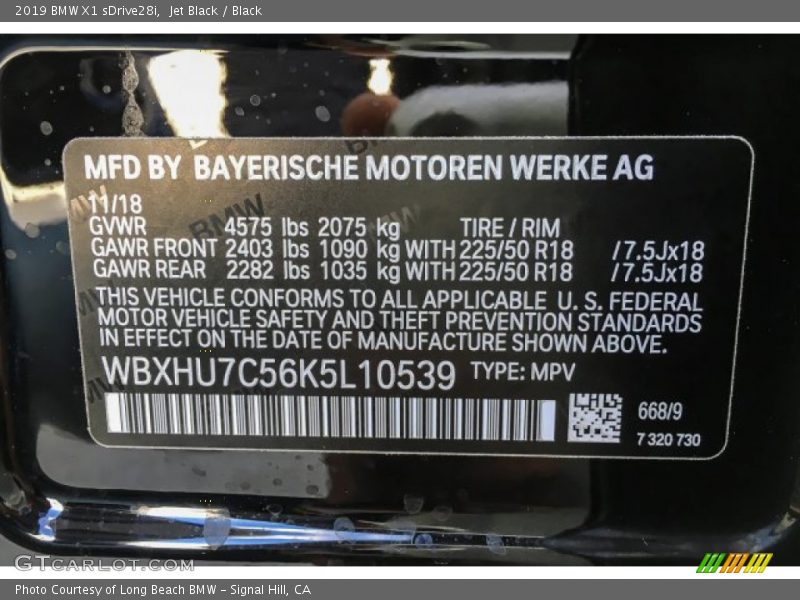 2019 BMW X1 sDrive28i, Jet Black / Black
MFD BY BAYERISCHE MOTOREN WERKE AG
11/18
GVWR 4575 lbs 2075 kg TIRE / RIM
GAWR FRONT 2403 lbs 1090 kg WITH 225/50 R18 /7.5Jx18
GAWR REAR 2282 lbs 1035 kg WITH 225/50 R18 /7.5Jx18
THIS VEHICLE CONFORMS TO ALL APPLICABLE U. S. FEDERAL
MOTOR VEHICLE SAFETY AND THEFT PREVENTION STANDARDS
IN EFFECT ON THE DATE OF MANUFACTURE SHOWN ABOVE.
WBXHU7C56K5L10539 TYPE: MPV
668/9
7 320 730
GTcarlot.com
Photo Courtesy of Long Beach BMW - Signal Hill, CA